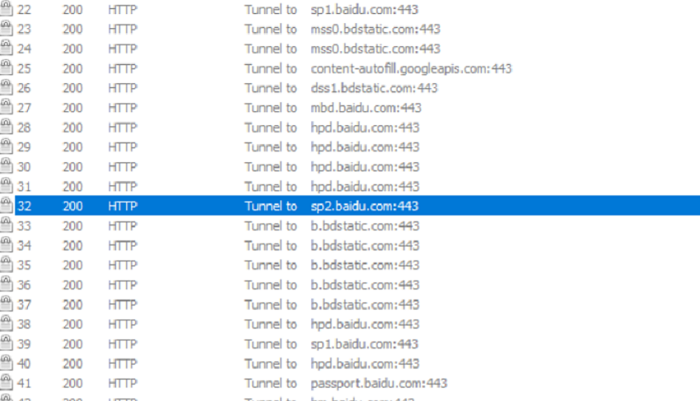 22 200 HTTP Tunnel to sp1.baidu.com:443
23 200 HTTP Tunnel to mss0.bdstatic.com:443
24 200 HTTP Tunnel to mss0.bdstatic.com:443
25 200 HTTP Tunnel to content-autofill.googleapis.com:443
26 200 HTTP Tunnel to dss1.bdstatic.com:443
27 200 HTTP Tunnel to mbd.baidu.com:443
28 200 HTTP Tunnel to hpd.baidu.com:443
29 200 HTTP Tunnel to hpd.baidu.com:443
30 200 HTTP Tunnel to hpd.baidu.com:443
31 200 HTTP Tunnel to hpd.baidu.com:443
32 200 HTTP Tunnel to sp2.baidu.com:443
33 200 HTTP Tunnel to b.bdstatic.com:443
34 200 HTTP Tunnel to b.bdstatic.com:443
35 200 HTTP Tunnel to b.bdstatic.com:443
36 200 HTTP Tunnel to b.bdstatic.com:443
37 200 HTTP Tunnel to b.bdstatic.com:443
38 200 HTTP Tunnel to hpd.baidu.com:443
39 200 HTTP Tunnel to sp1.baidu.com:443
40 200 HTTP Tunnel to hpd.baidu.com:443
41 200 HTTP Tunnel to passport.baidu.com:443